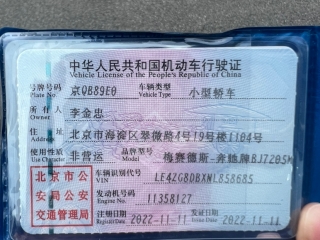 中华人民共和国机动车行驶证
Vehicle License of the People's Republic of China
号牌号码 京QB89E0 车辆类型 小型轿车
Plate No. Vehicle Type
所有人 李金忠
Owner
住址 北京市海淀区翠微路4号19号楼1104号
Address
使用性质 非营运 品牌型号 梅赛德斯-奔驰牌BJ7205H
Use Character Model
北京市公安局公安交通管理局
车辆识别代号 LE4ZG8DBXML858685
VIN
发动机号码 11358127
Engine No.
注册日期 2022-11-11 发证日期 2022-11-11
Register Date Issue Date